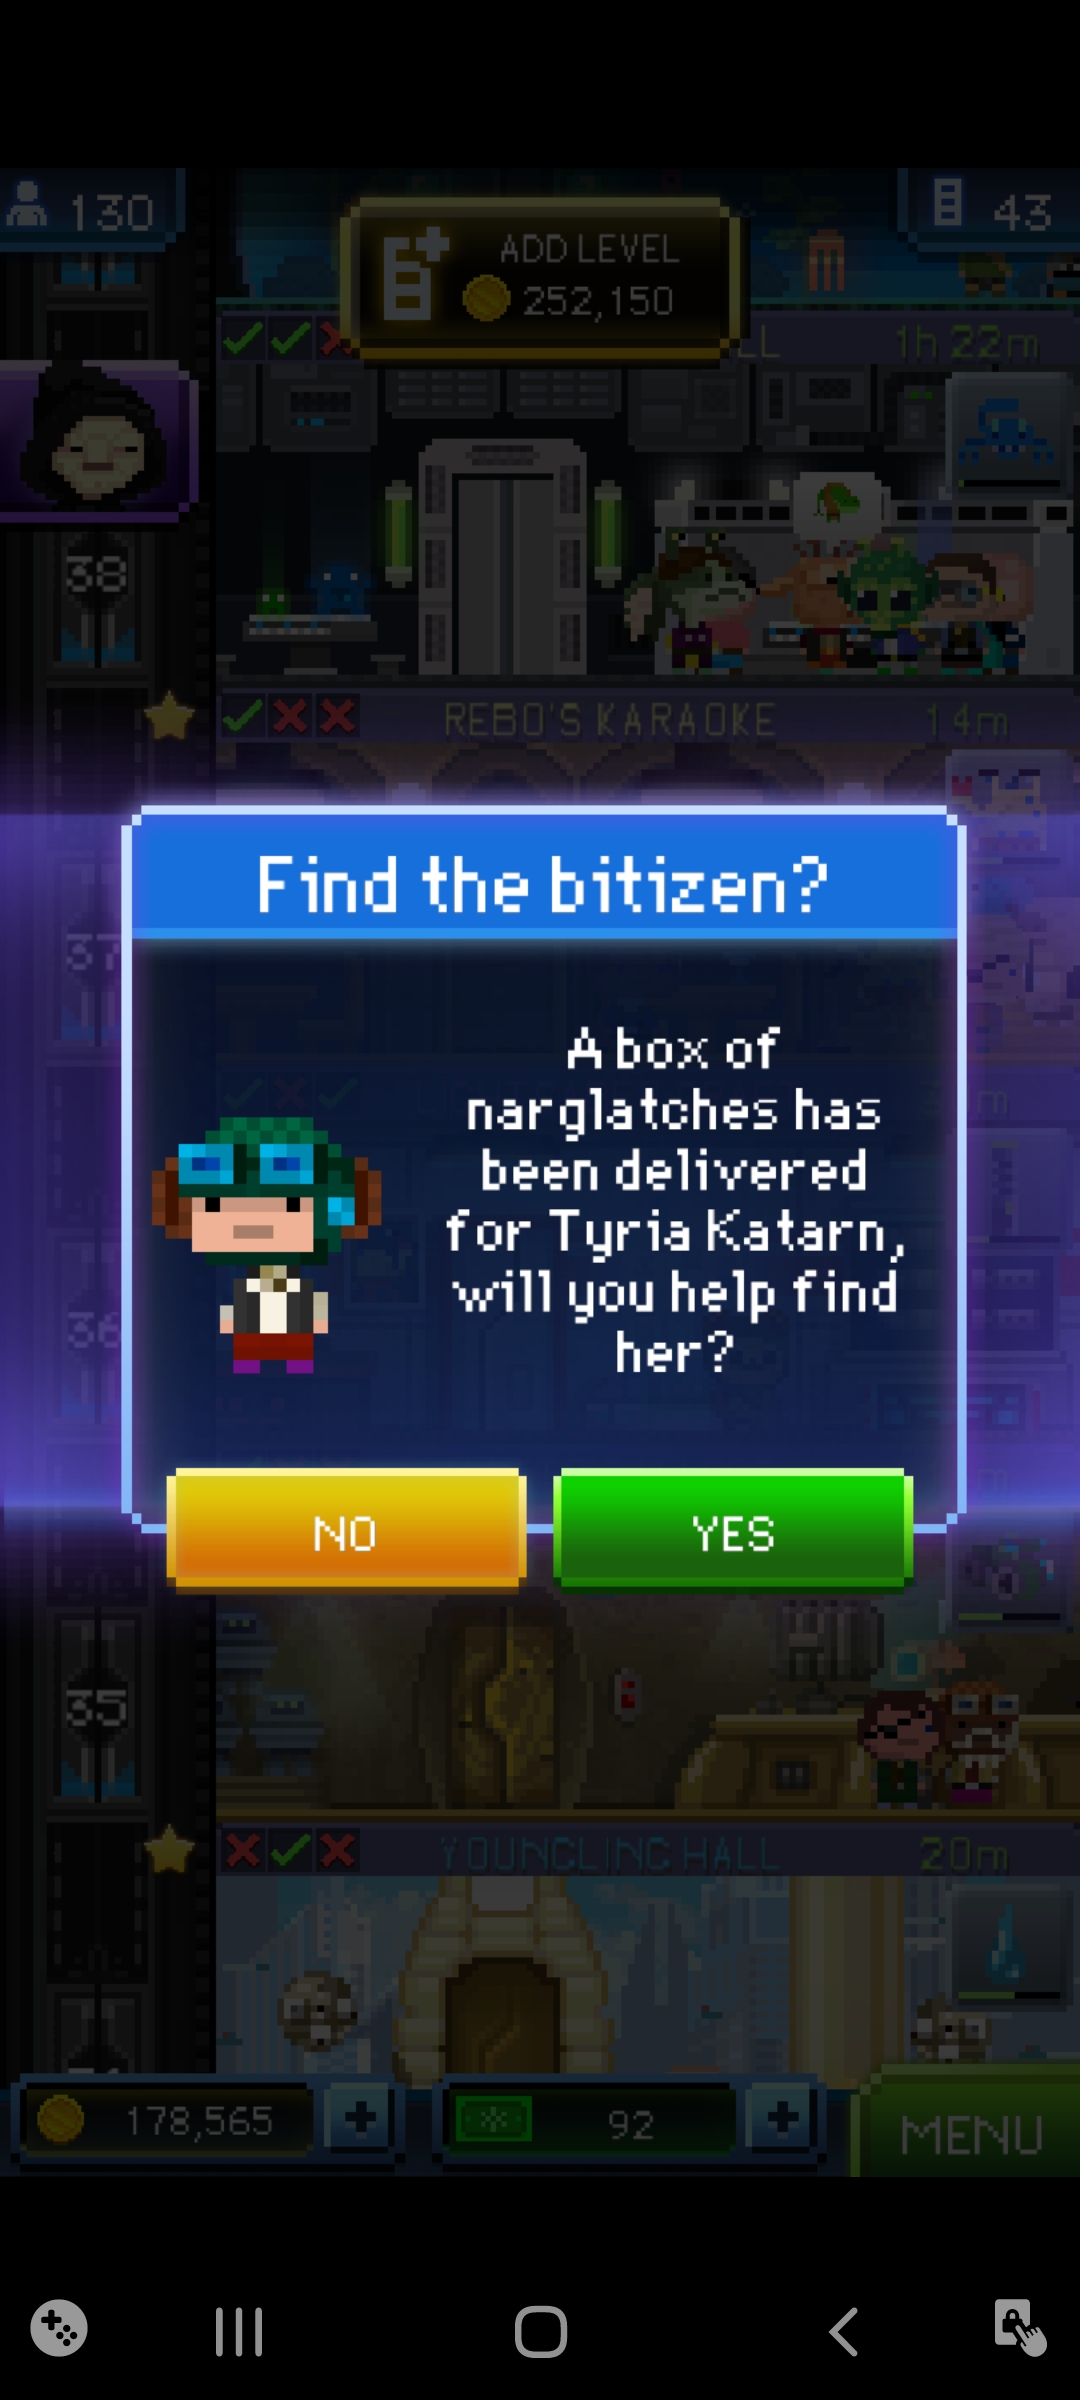 130
43
ADD LEVEL
252,150
LL
1h 22m
38
REBO'S KARAOKE
14m
Find the bitizen?
37
A box of
narglatches has
been delivered
for Tyria Katarn,
will you help find
her?
36
NO
YES
35
YOUNGLING HALL
20m
178,565
92
MENU